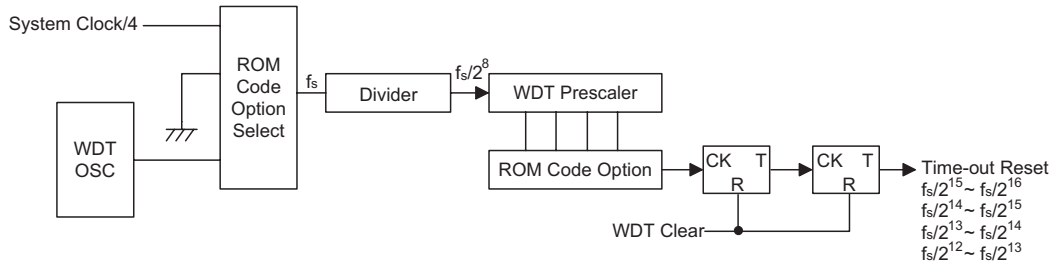 System Clock/4
ROM
Code
Option
Select
WDT
OSC
fs
Divider
fs/2^8
WDT Prescaler
ROM Code Option
CK T
R
CK T
R
WDT Clear
Time-out Reset
fs/2^15 ~ fs/2^16
fs/2^14 ~ fs/2^15
fs/2^13 ~ fs/2^14
fs/2^12 ~ fs/2^13